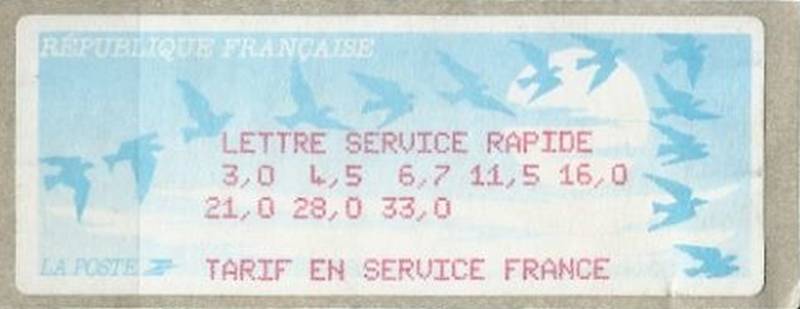 RÉPUBLIQUE FRANÇAISE
LETTRE SERVICE RAPIDE
3,0 4,5 6,7 11,5 16,0
21,0 28,0 33,0
LA POSTE
TARIF EN SERVICE FRANCE